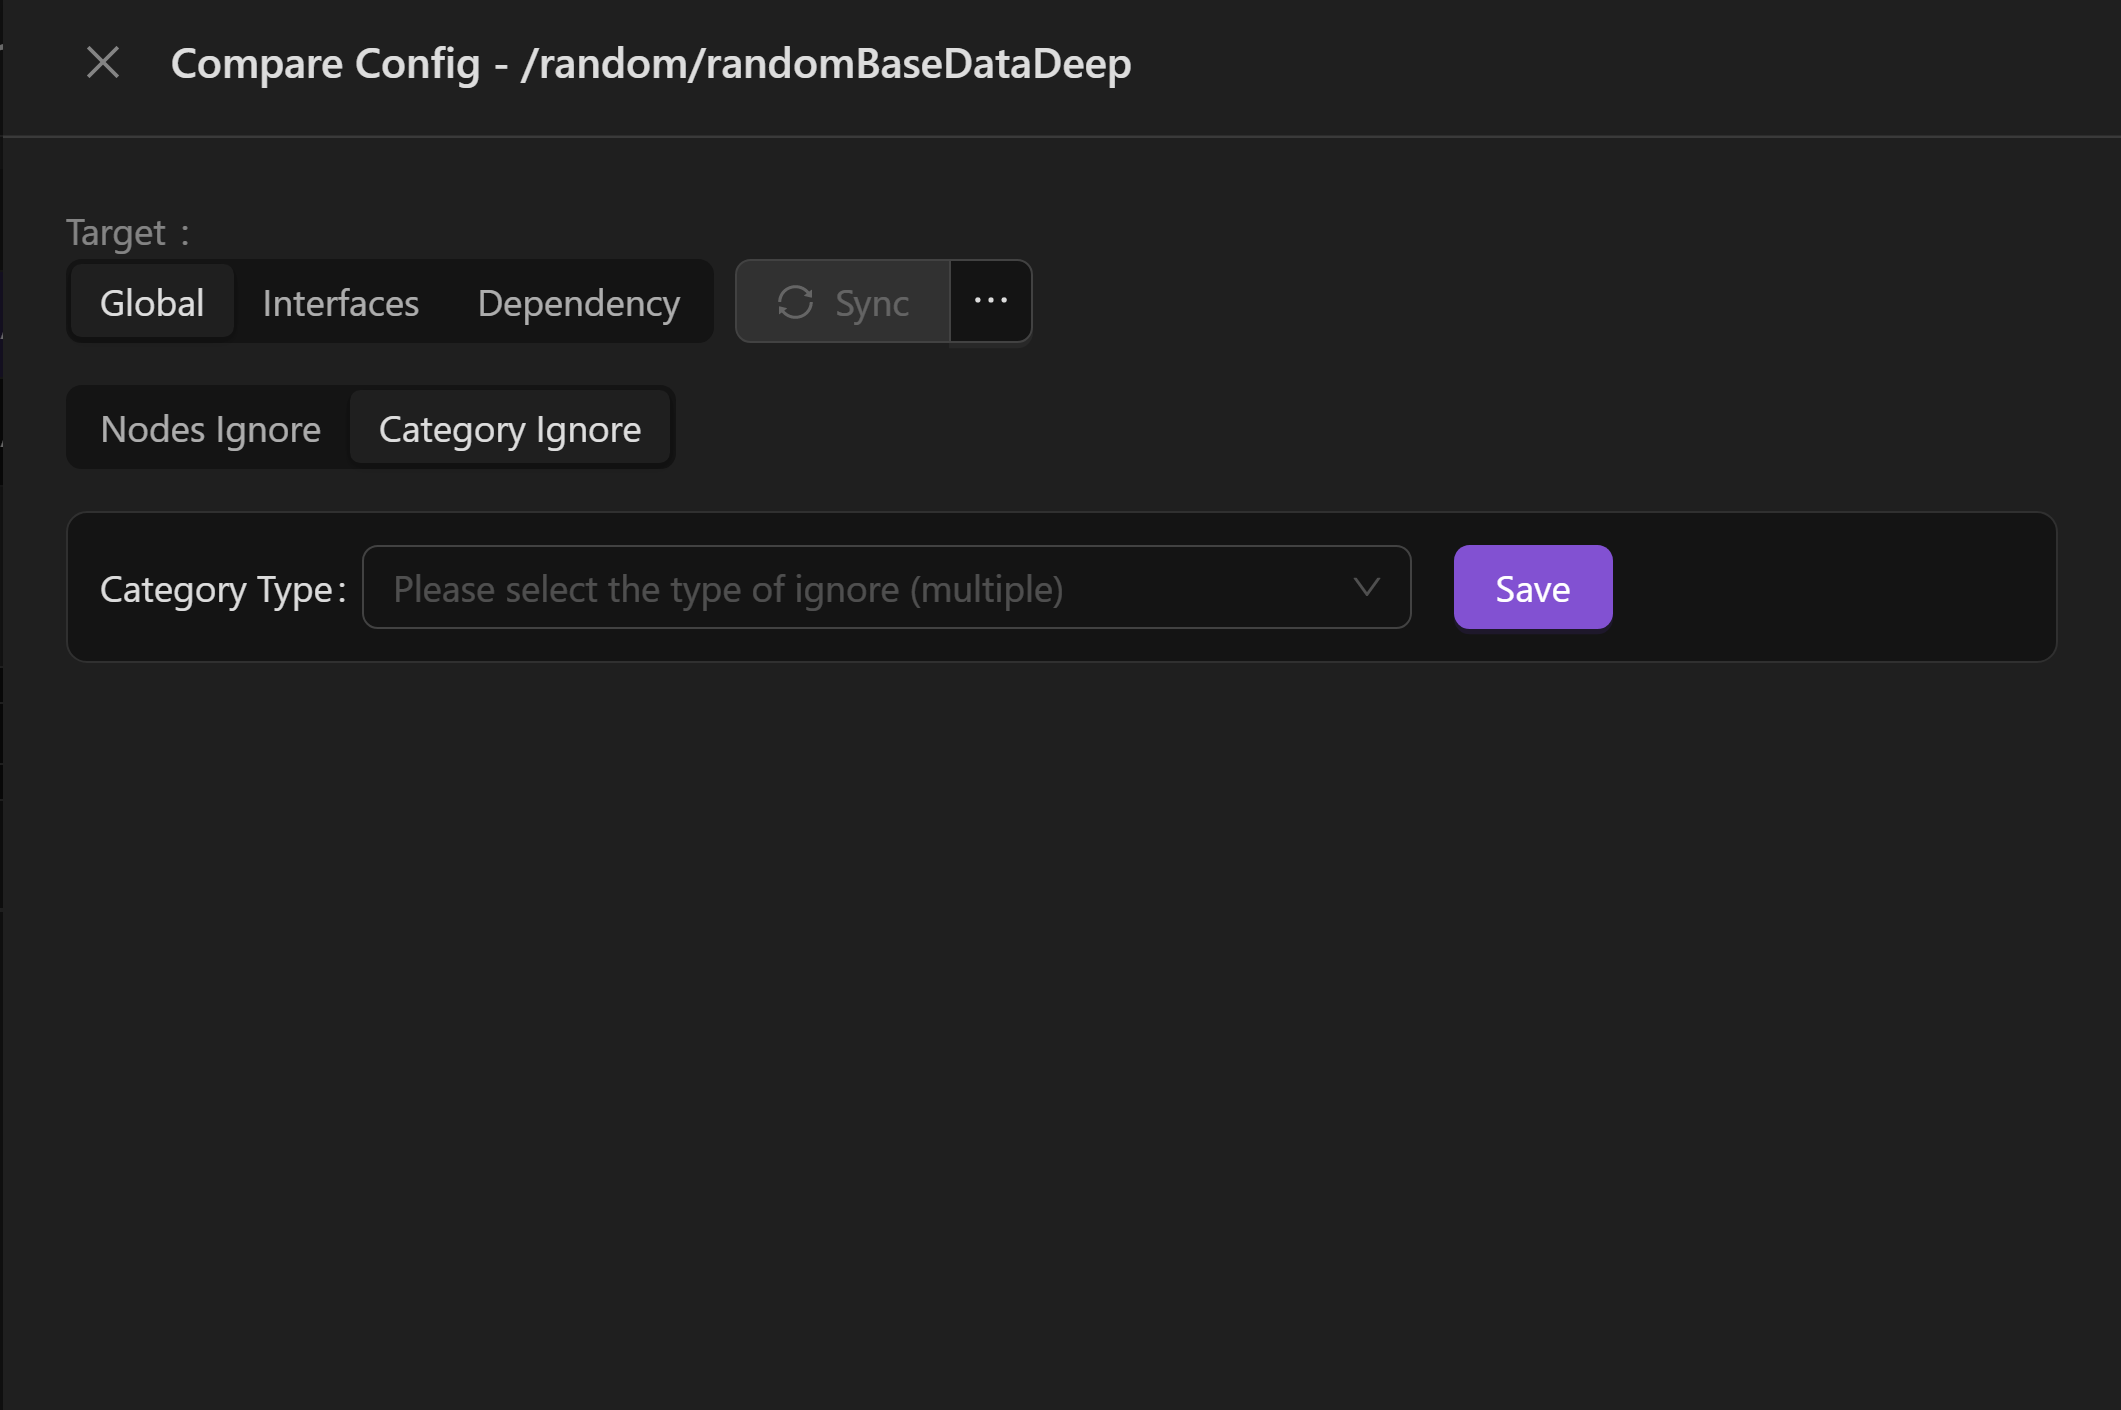 Compare Config - /random/randomBaseDataDeep
Target :
Global Interfaces Dependency Sync ···
Nodes Ignore Category Ignore
Category Type: Please select the type of ignore (multiple) Save